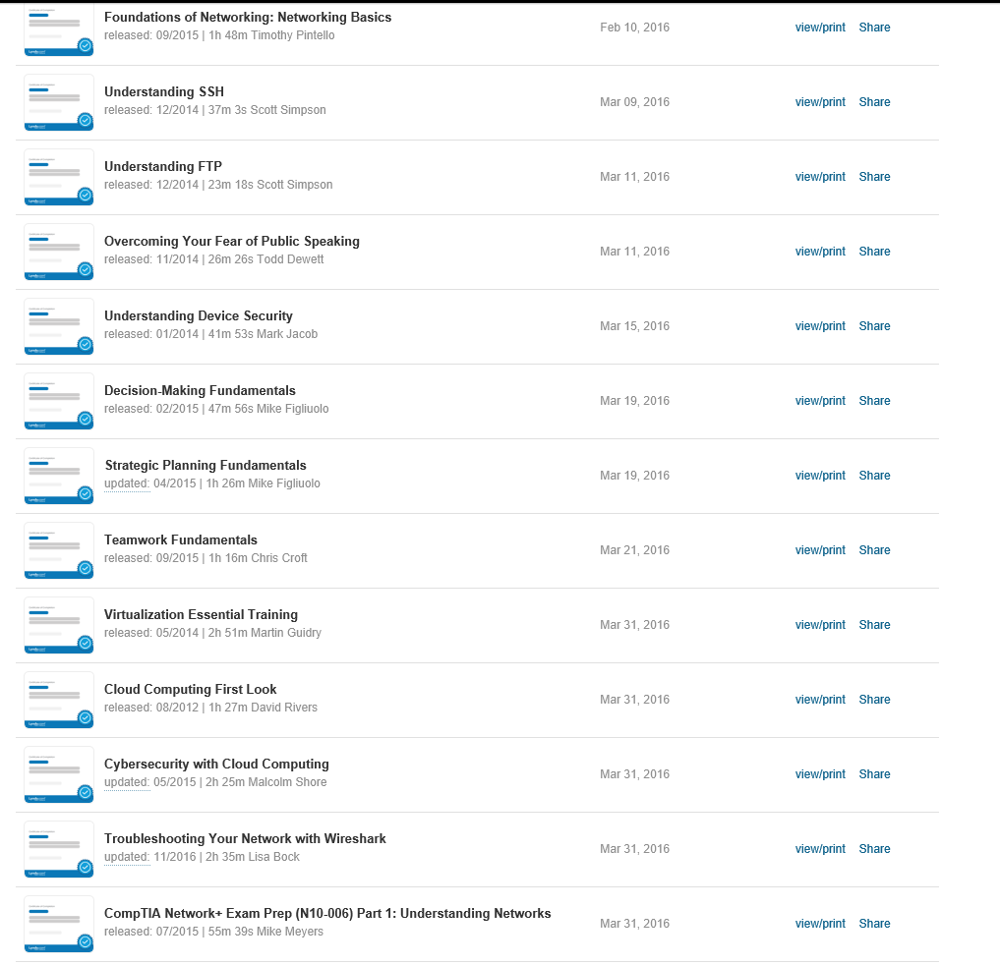 Foundations of Networking: Networking Basics
released: 09/2015 | 1h 48m Timothy Pintello
Feb 10, 2016
view/print Share
Understanding SSH
released: 12/2014 | 37m 3s Scott Simpson
Mar 09, 2016
view/print Share
Understanding FTP
released: 12/2014 | 23m 18s Scott Simpson
Mar 11, 2016
view/print Share
Overcoming Your Fear of Public Speaking
released: 11/2014 | 26m 26s Todd Dewett
Mar 11, 2016
view/print Share
Understanding Device Security
released: 01/2014 | 41m 53s Mark Jacob
Mar 15, 2016
view/print Share
Decision-Making Fundamentals
released: 02/2015 | 47m 56s Mike Figliuolo
Mar 19, 2016
view/print Share
Strategic Planning Fundamentals
updated: 04/2015 | 1h 26m Mike Figliuolo
Mar 19, 2016
view/print Share
Teamwork Fundamentals
released: 09/2015 | 1h 16m Chris Croft
Mar 21, 2016
view/print Share
Virtualization Essential Training
released: 05/2014 | 2h 51m Martin Guidry
Mar 31, 2016
view/print Share
Cloud Computing First Look
released: 08/2012 | 1h 27m David Rivers
Mar 31, 2016
view/print Share
Cybersecurity with Cloud Computing
updated: 05/2015 | 2h 25m Malcolm Shore
Mar 31, 2016
view/print Share
Troubleshooting Your Network with Wireshark
updated: 11/2016 | 2h 35m Lisa Bock
Mar 31, 2016
view/print Share
CompTIA Network+ Exam Prep (N10-006) Part 1: Understanding Networks
released: 07/2015 | 55m 39s Mike Meyers
Mar 31, 2016
view/print Share